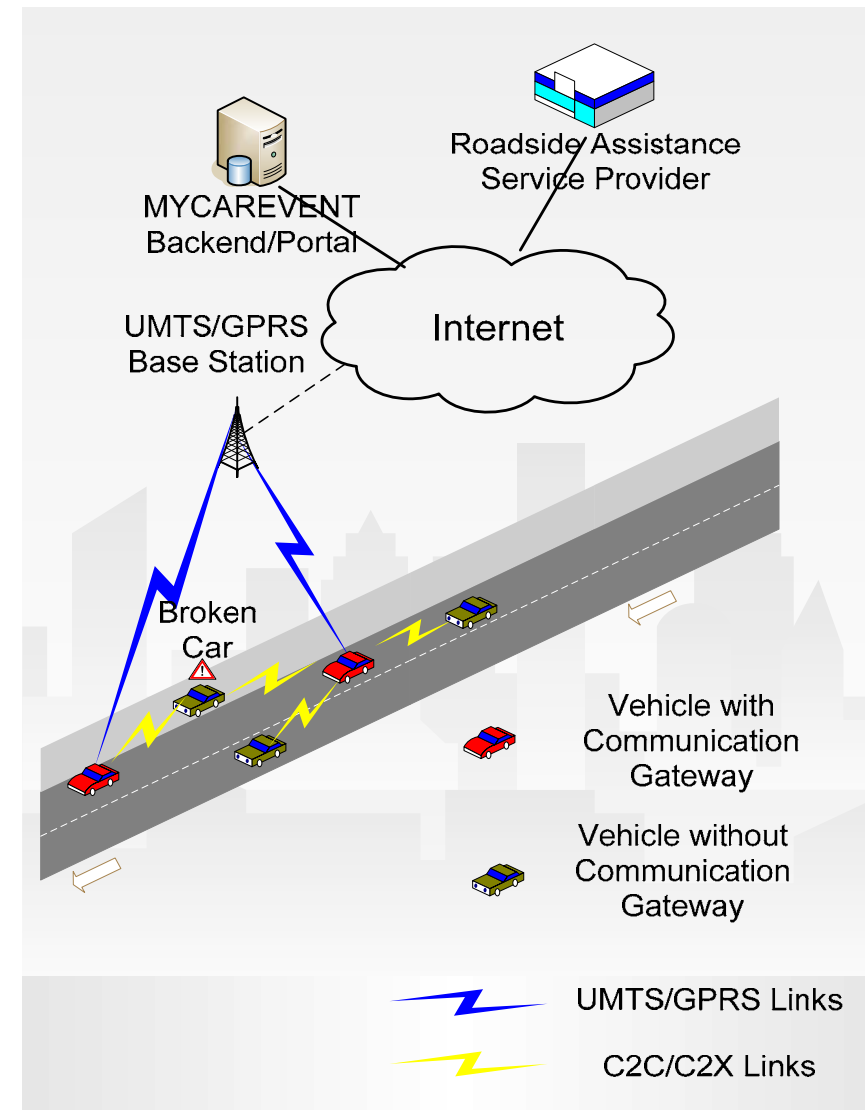 Roadside Assistance
Service Provider
MYCAREVENT
Backend/Portal
UMTS/GPRS
Base Station
Internet
Broken
Car
!
Vehicle with
Communication
Gateway
Vehicle without
Communication
Gateway
UMTS/GPRS Links
C2C/C2X Links